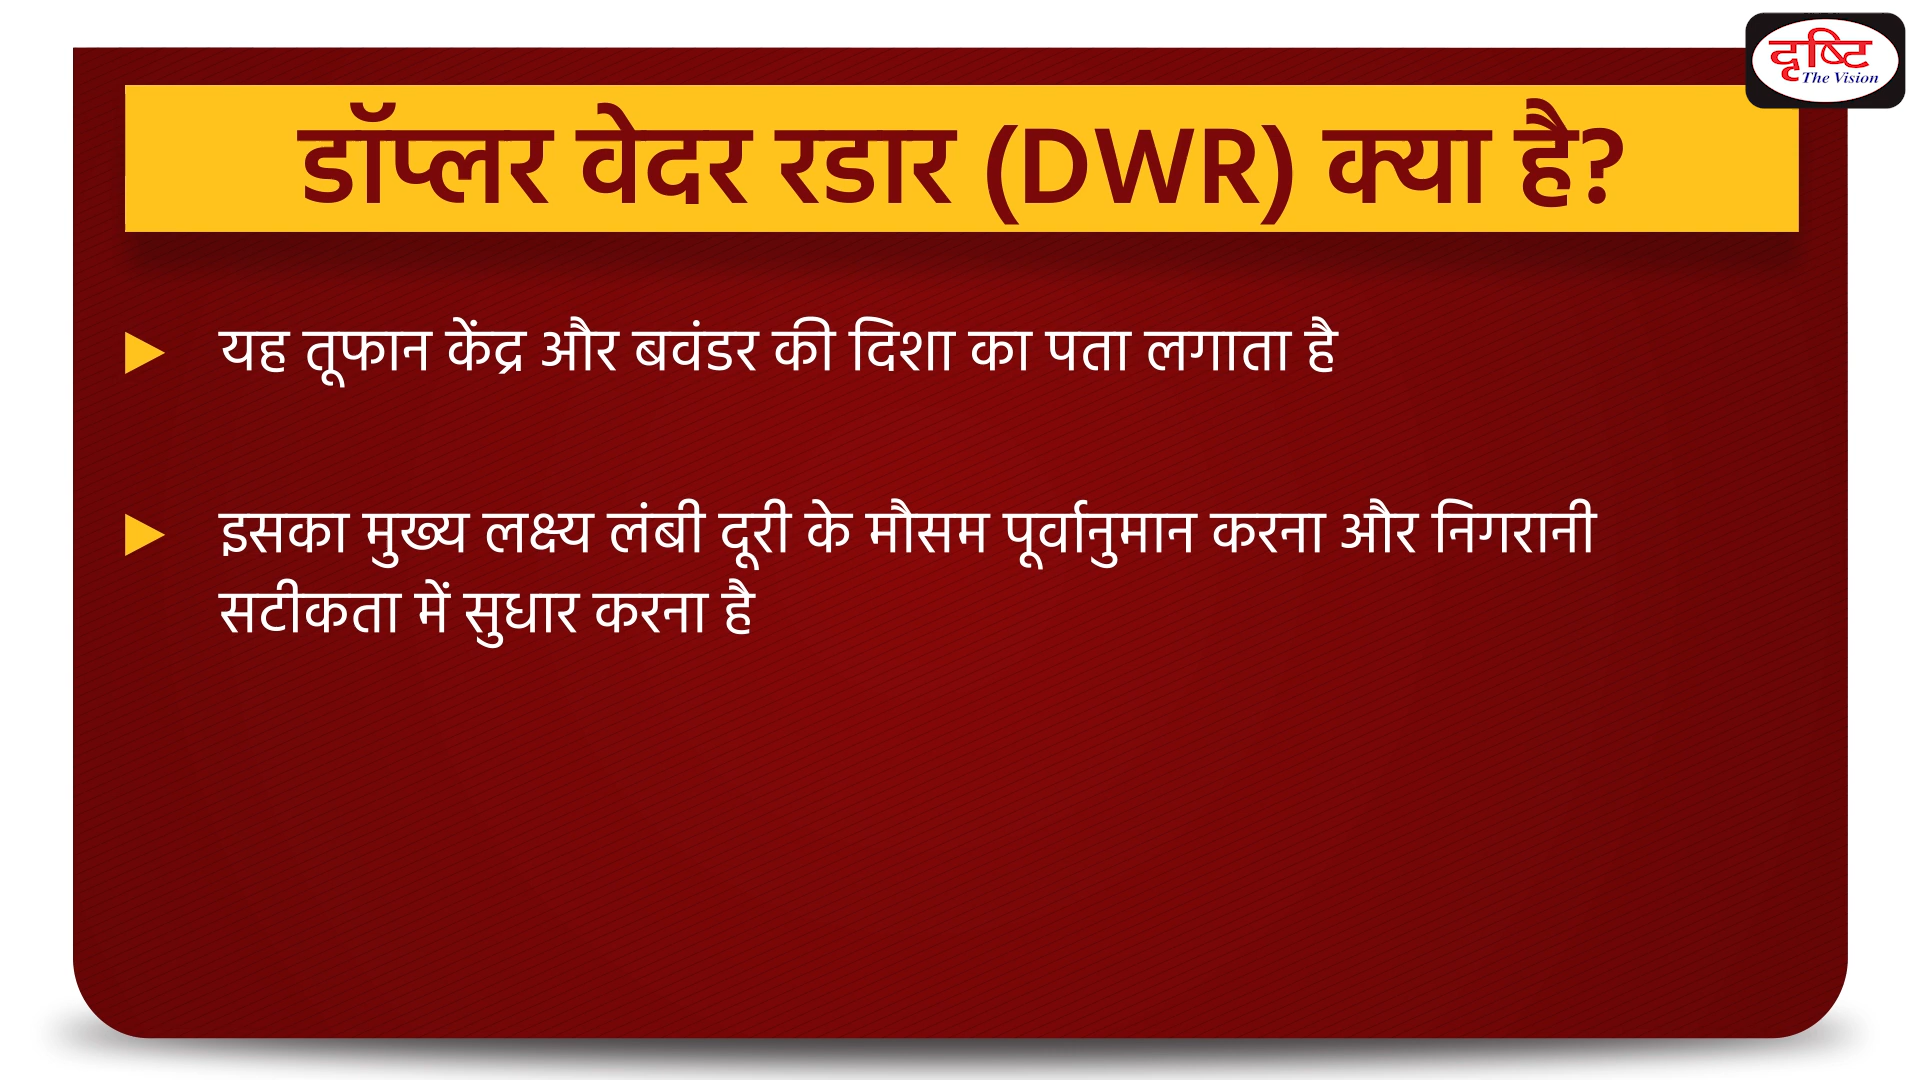 दृष्टि
The Vision
डॉप्लर वेदर रडार (DWR) क्या है?
यह तूफान केंद्र और बवंडर की दिशा का पता लगाता है
इसका मुख्य लक्ष्य लंबी दूरी के मौसम पूर्वानुमान करना और निगरानी
सटीकता में सुधार करना है